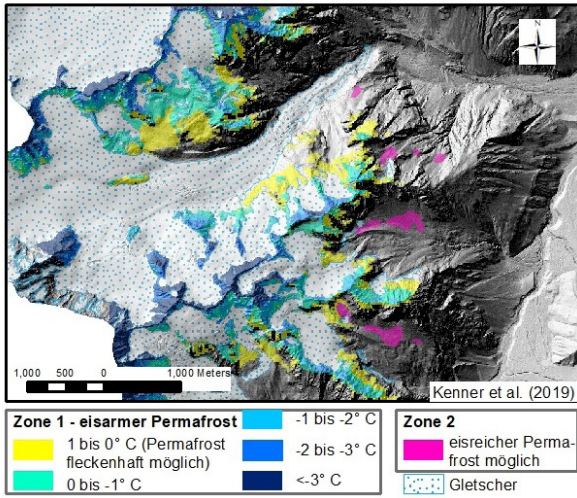 N
1,000 500 0 1,000 Meters
Kenner et al. (2019)
Zone 1 - eisarmer Permafrost
1 bis 0° C (Permafrost
fleckenhaft möglich)
0 bis -1° C
-1 bis -2° C
-2 bis -3° C
<-3° C
Zone 2
eisreicher Perma-
frost möglich
Gletscher